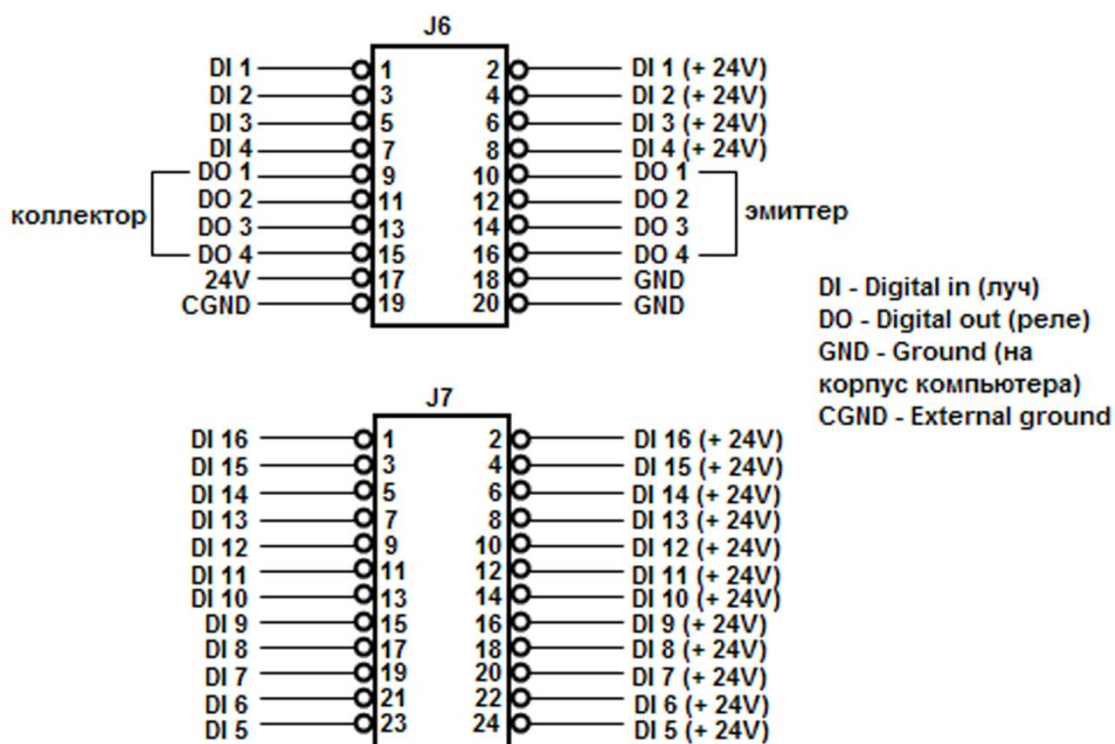 J6
DI 1 1 2 DI 1 (+ 24V)
DI 2 3 4 DI 2 (+ 24V)
DI 3 5 6 DI 3 (+ 24V)
DI 4 7 8 DI 4 (+ 24V)
DO 1 9 10 DO 1
DO 2 11 12 DO 2
коллектор эмиттер
DO 3 13 14 DO 3
DO 4 15 16 DO 4
24V 17 18 GND
CGND 19 20 GND
DI - Digital in (луч)
DO - Digital out (реле)
GND - Ground (на
корпус компьютера)
CGND - External ground
J7
DI 16 1 2 DI 16 (+ 24V)
DI 15 3 4 DI 15 (+ 24V)
DI 14 5 6 DI 14 (+ 24V)
DI 13 7 8 DI 13 (+ 24V)
DI 12 9 10 DI 12 (+ 24V)
DI 11 11 12 DI 11 (+ 24V)
DI 10 13 14 DI 10 (+ 24V)
DI 9 15 16 DI 9 (+ 24V)
DI 8 17 18 DI 8 (+ 24V)
DI 7 19 20 DI 7 (+ 24V)
DI 6 21 22 DI 6 (+ 24V)
DI 5 23 24 DI 5 (+ 24V)